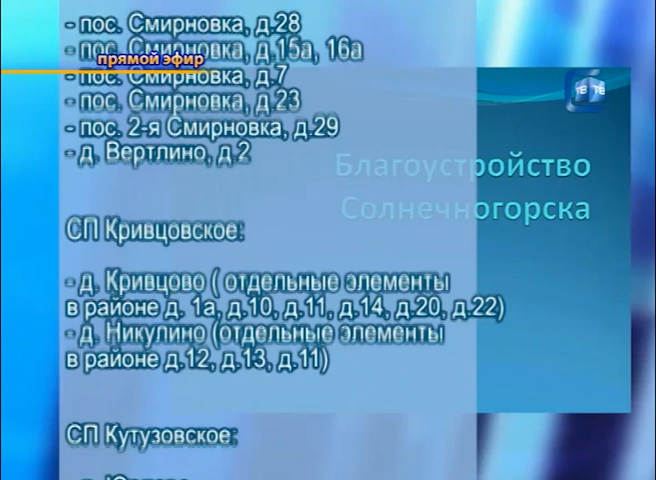 - пос. Смирновка, д.28
- пос. Смирновка, д.15а, 16а
прямой эфир
- пос. Смирновка, д.7
- пос. Смирновка, д.23
- пос. 2-я Смирновка, д.29
- д. Вертлино, д.2
ТВ ТВ
Благоустройство
Солнечногорска
СП Кривцовское:
- д. Кривцово ( отдельные элементы
в районе д. 1а, д.10, д.11, д.14, д.20, д.22)
- д. Никулино (отдельные элементы
в районе д.12, д.13, д.11)
СП Кутузовское: